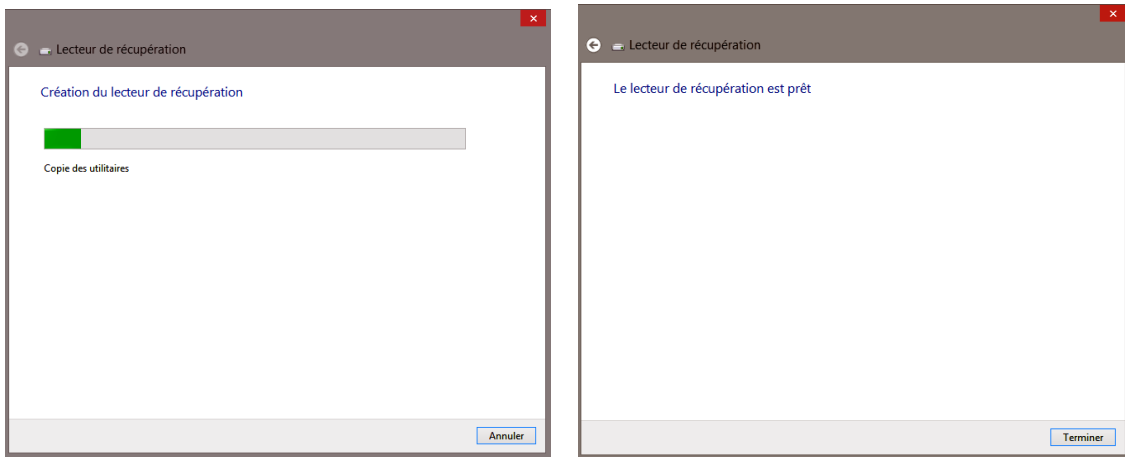 Lecteur de récupération
Création du lecteur de récupération
Copie des utilitaires
Annuler
Lecteur de récupération
Le lecteur de récupération est prêt
Terminer